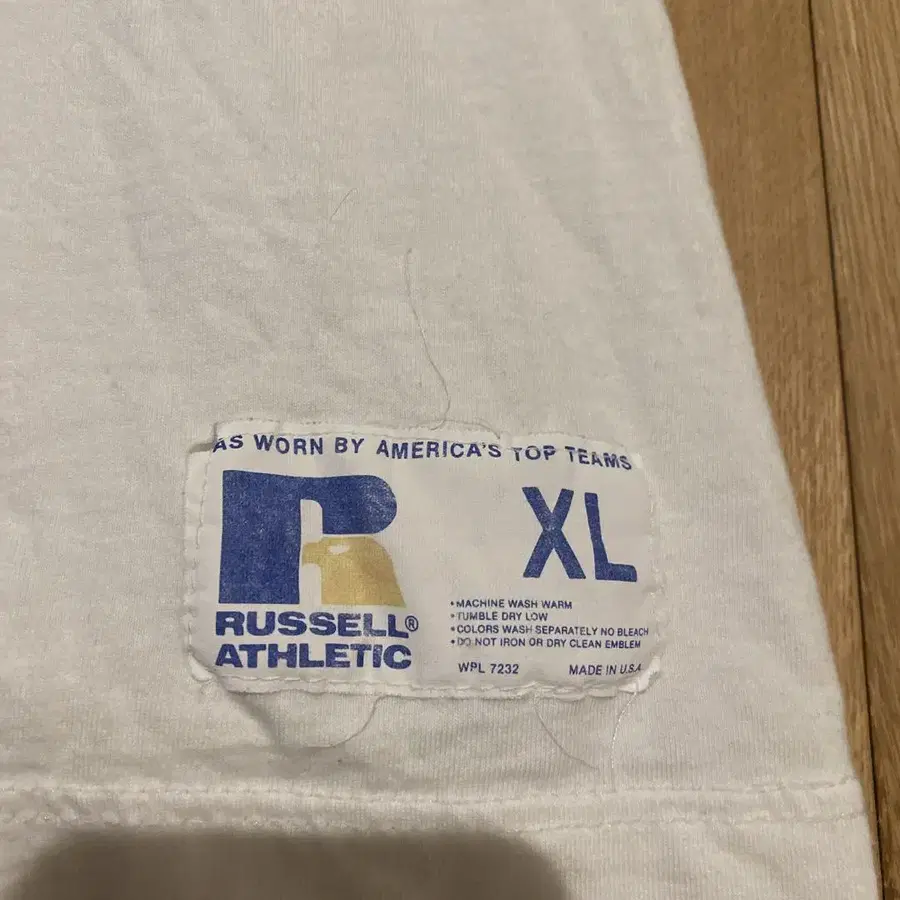 AS WORN BY AMERICA'S TOP TEAMS
R
XL
RUSSELL®
ATHLETIC
• MACHINE WASH WARM
• TUMBLE DRY LOW
• COLORS WASH SEPARATELY NO BLEACH
• DO NOT IRON OR DRY CLEAN EMBLEM
WPL 7232 MADE IN U.S.A.